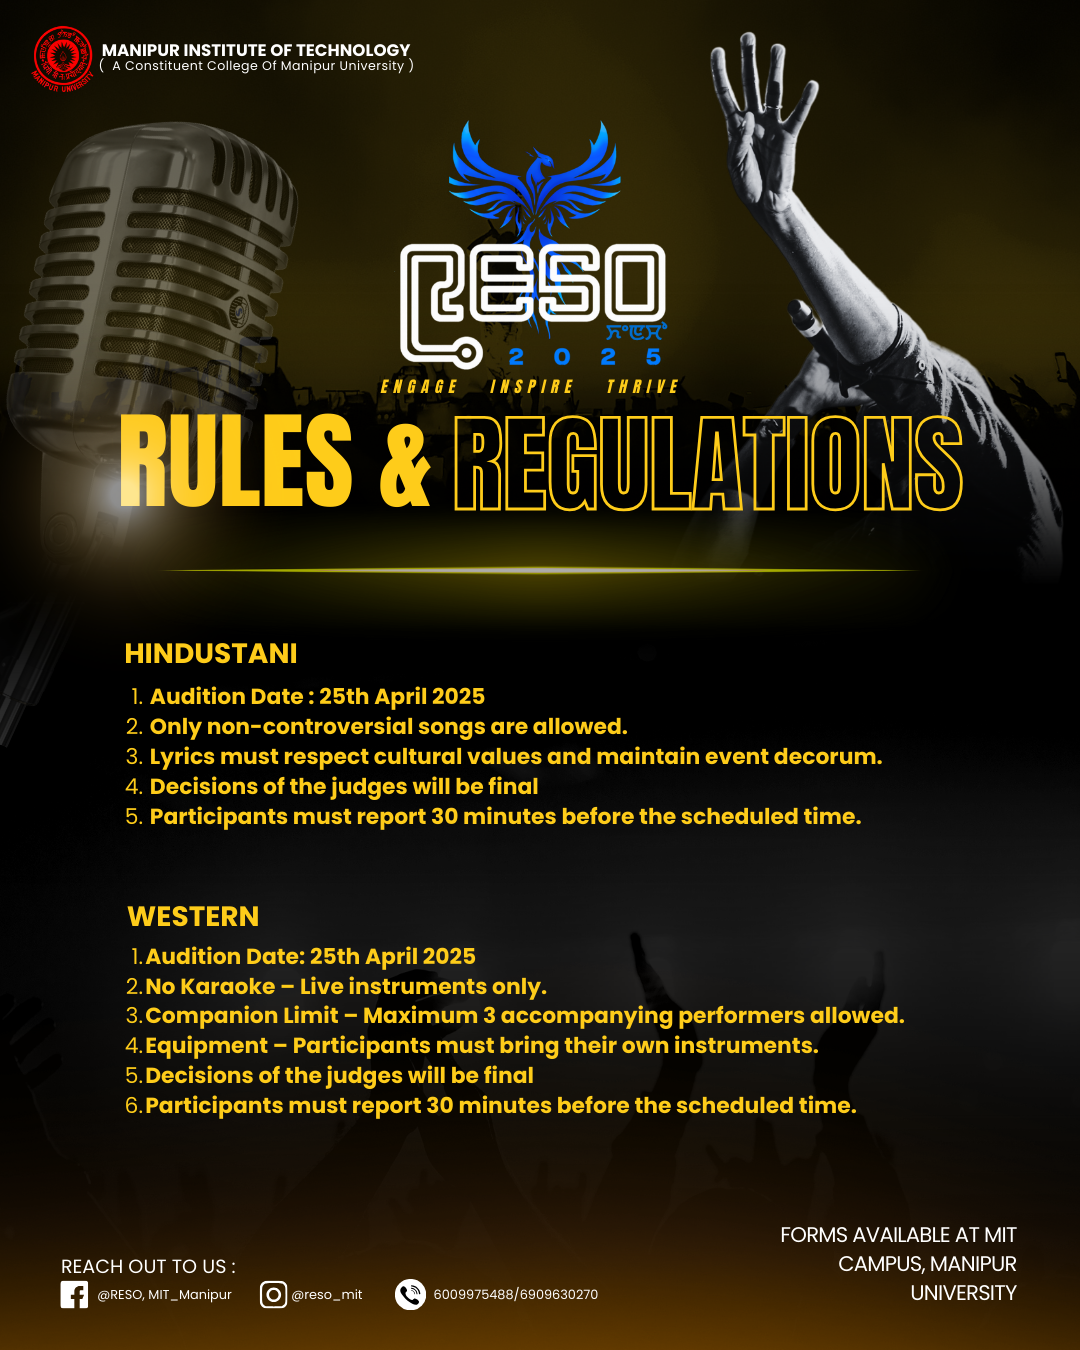 MANIPUR INSTITUTE OF TECHNOLOGY
( A Constituent College Of Manipur University )
MANIPUR UNIVERSITY
RESO
2 0 2 5
ENGAGE INSPIRE THRIVE
RULES & REGULATIONS
HINDUSTANI
1. Audition Date : 25th April 2025
2. Only non-controversial songs are allowed.
3. Lyrics must respect cultural values and maintain event decorum.
4. Decisions of the judges will be final
5. Participants must report 30 minutes before the scheduled time.
WESTERN
1. Audition Date: 25th April 2025
2. No Karaoke – Live instruments only.
3. Companion Limit – Maximum 3 accompanying performers allowed.
4. Equipment – Participants must bring their own instruments.
5. Decisions of the judges will be final
6. Participants must report 30 minutes before the scheduled time.
FORMS AVAILABLE AT MIT
CAMPUS, MANIPUR
UNIVERSITY
REACH OUT TO US :
@RESO, MIT_Manipur @reso_mit 6009975488/6909630270